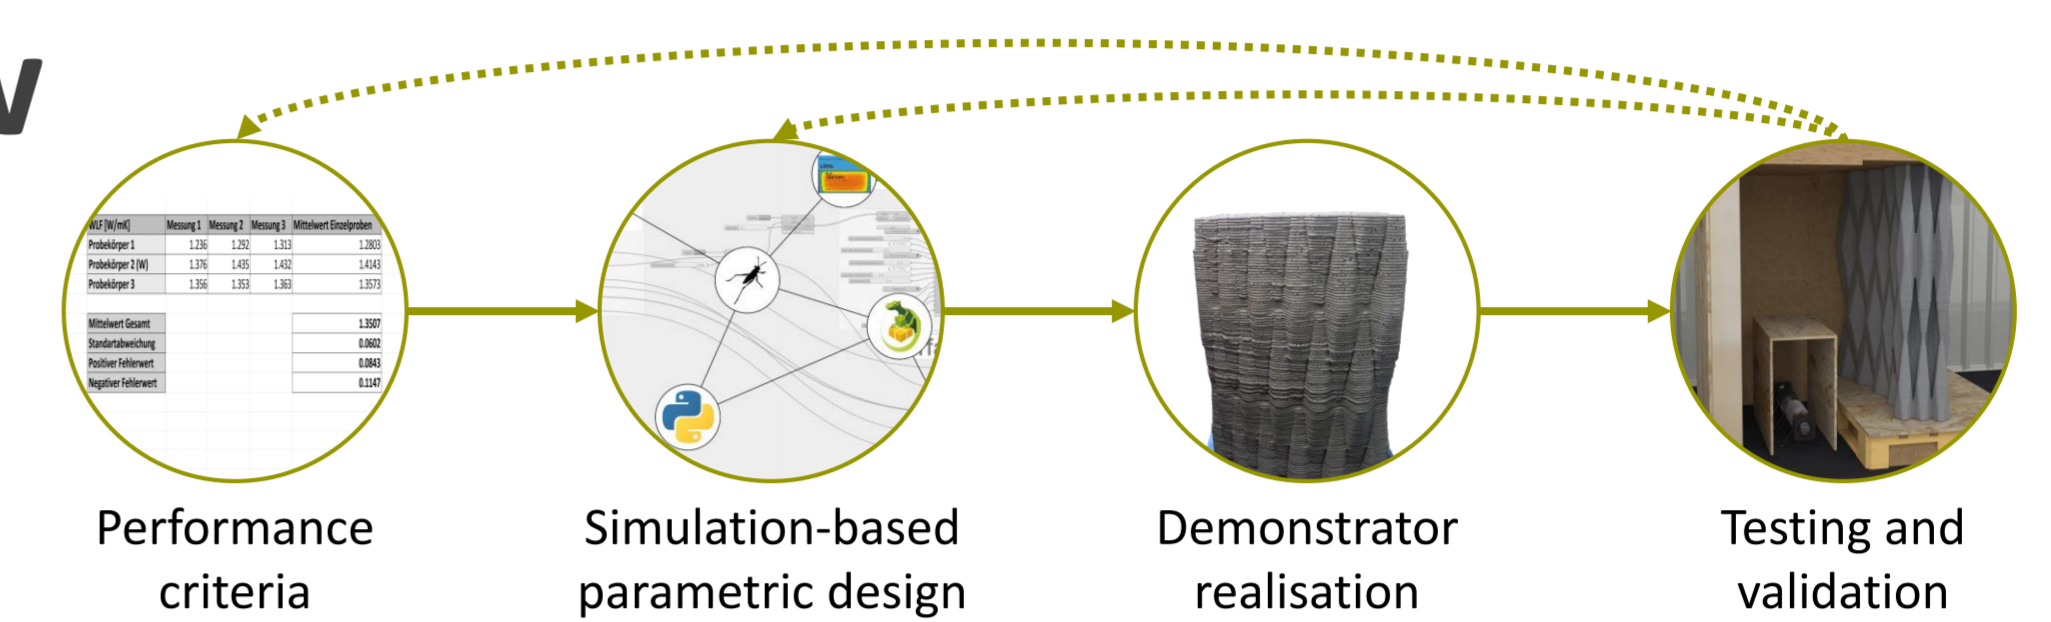 WLF [W/mK] Messung 1 Messung 2 Messung 3 Mittelwert Einzelproben
Probekörper 1 1.236 1.292 1.313 1.2803
Probekörper 2 (W) 1.376 1.435 1.432 1.4143
Probekörper 3 1.356 1.353 1.363 1.3573
Mittelwert Gesamt 1.3507
Standartabweichung 0.0602
Positiver Fehlerwert 0.0843
Negativer Fehlerwert 0.1147
Performance
criteria
Simulation-based
parametric design
Demonstrator
realisation
Testing and
validation